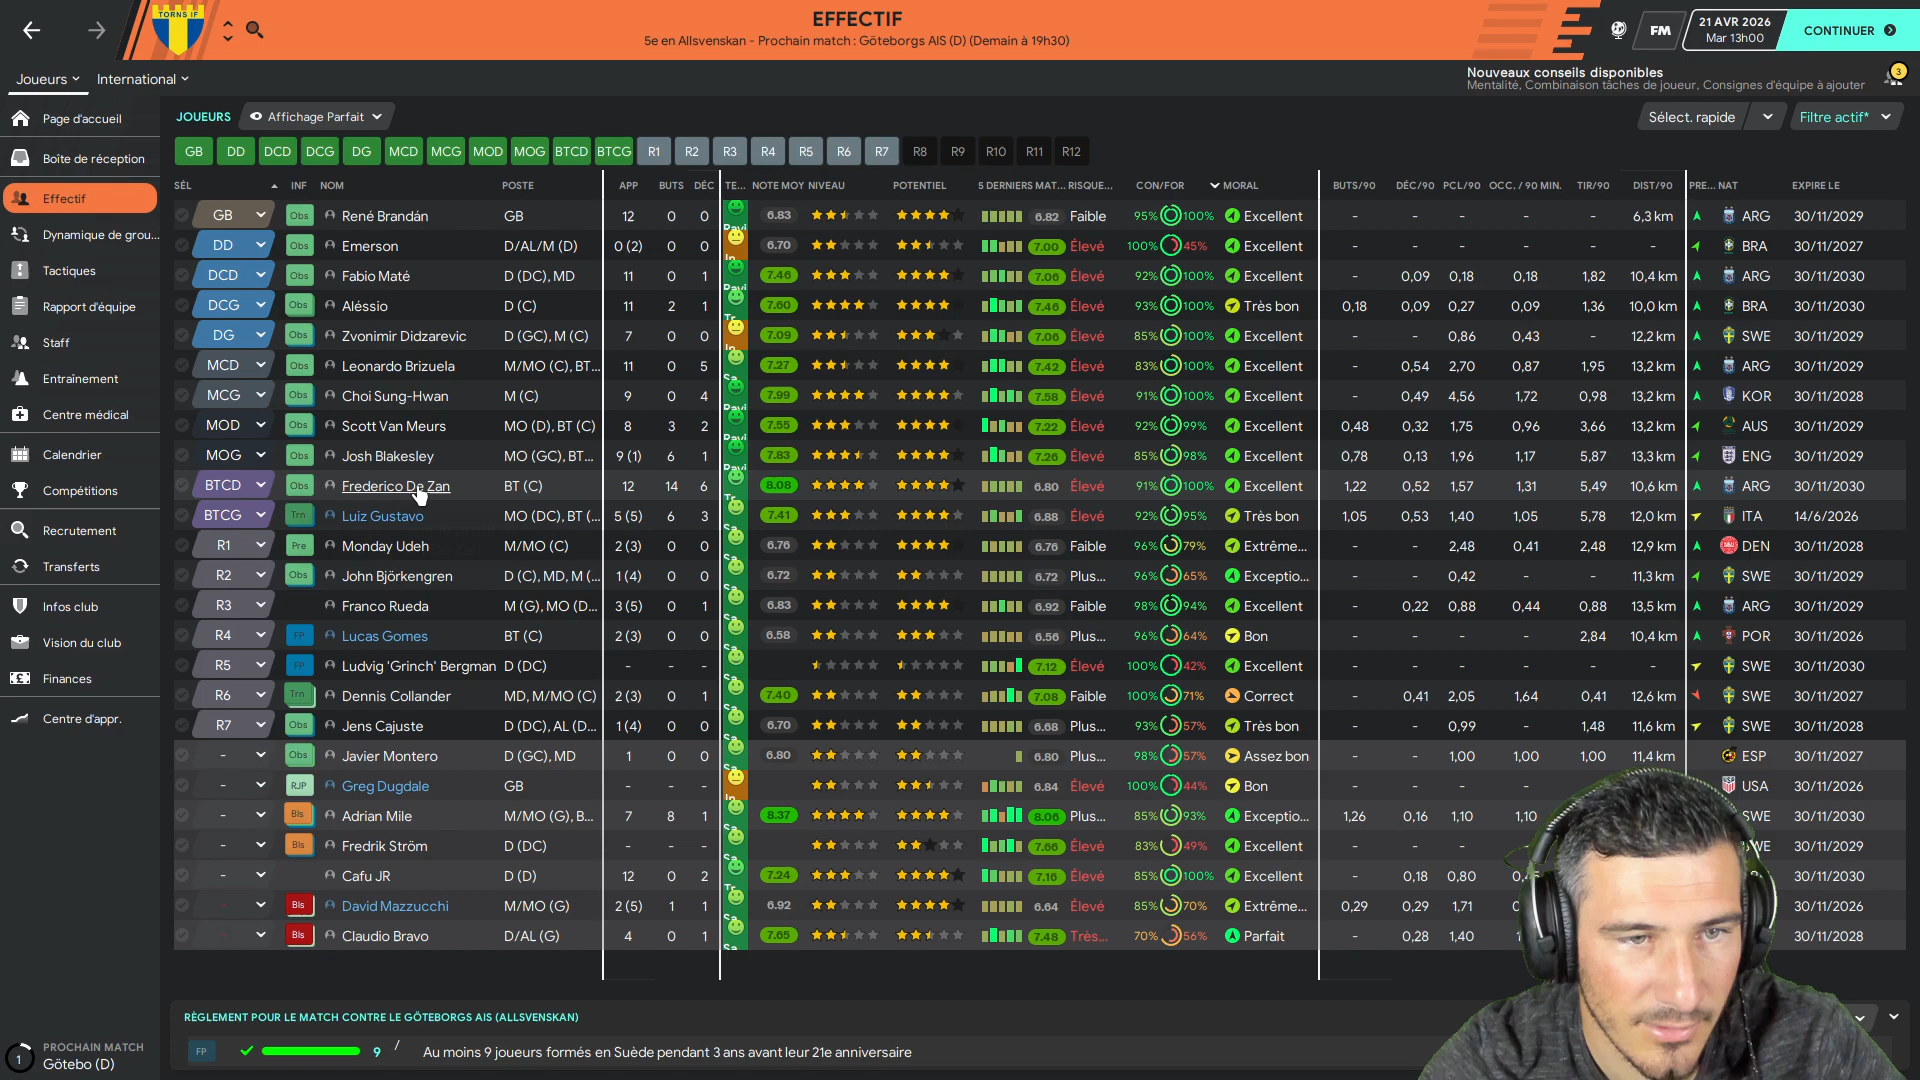 TORNS IF
EFFECTIF
5e en Allsvenskan - Prochain match : Göteborgs AIS (D) (Demain à 19h30)
FM
21 AVR 2026
Mar 13h00
CONTINUER
Joueurs
International
Nouveaux conseils disponibles
Mentalité, Combinaison tâches de joueur, Consignes d'équipe à ajouter
3
Page d'accueil
Boîte de réception
Effectif
Dynamique de grou...
Tactiques
Rapport d'équipe
Staff
Entraînement
Centre médical
Calendrier
Compétitions
Recrutement
Transferts
Infos club
Vision du club
Finances
Centre d'appr.
1
PROCHAIN MATCH
Götebo (D)
JOUEURS
Affichage Parfait
Sélect. rapide
Filtre actif*
GB DD DCD DCG DG MCD MCG MOD MOG BTCD BTCG R1 R2 R3 R4 R5 R6 R7 R8 R9 R10 R11 R12
SÉL INF NOM POSTE APP BUTS DÉC TE... NOTE MOY NIVEAU POTENTIEL 5 DERNIERS MAT... RISQUE... CON/FOR MORAL BUTS/90 DÉC/90 PCL/90 OCC. / 90 MIN. TIR/90 DIST/90 PRE... NAT EXPIRE LE
GB Obs René Brandán GB 12 0 0 6.83 6.82 Faible 95% 100% Excellent - - - - - 6,3 km ARG 30/11/2029
DD Obs Emerson D/AL/M (D) 0 (2) 0 0 6.70 7.00 Élevé 100% 45% Excellent - - - - - - BRA 30/11/2027
DCD Obs Fabio Maté D (DC), MD 11 0 1 7.46 7.06 Élevé 92% 100% Excellent - 0,09 0,18 0,18 1,82 10,4 km ARG 30/11/2030
DCG Obs Aléssio D (C) 11 2 1 7.60 7.46 Élevé 93% 100% Très bon 0,18 0,09 0,27 0,09 1,36 10,0 km BRA 30/11/2030
DG Obs Zvonimir Didzarevic D (GC), M (C) 7 0 0 7.09 7.06 Élevé 85% 100% Excellent - - 0,86 0,43 - 12,2 km SWE 30/11/2029
MCD Obs Leonardo Brizuela M/MO (C), BT... 11 0 5 7.27 7.42 Élevé 83% 100% Excellent - 0,54 2,70 0,87 1,95 13,2 km ARG 30/11/2029
MCG Obs Choi Sung-Hwan M (C) 9 0 4 7.99 7.58 Élevé 91% 100% Excellent - 0,49 4,56 1,72 0,98 13,2 km KOR 30/11/2028
MOD Obs Scott Van Meurs MO (D), BT (C) 8 3 2 7.55 7.22 Élevé 92% 99% Excellent 0,48 0,32 1,75 0,96 3,66 13,2 km AUS 30/11/2029
MOG Obs Josh Blakesley MO (GC), BT... 9 (1) 6 1 7.83 7.26 Élevé 85% 98% Excellent 0,78 0,13 1,96 1,17 5,87 13,3 km ENG 30/11/2029
BTCD Obs Frederico De Zan BT (C) 12 14 6 8.08 6.80 Élevé 91% 100% Excellent 1,22 0,52 1,57 1,31 5,49 10,6 km ARG 30/11/2030
BTCG Trn Luiz Gustavo MO (DC), BT (... 5 (5) 6 3 7.41 6.88 Élevé 92% 95% Très bon 1,05 0,53 1,40 1,05 5,78 12,0 km ITA 14/6/2026
R1 Pre Monday Udeh M/MO (C) 2 (3) 0 0 6.76 6.76 Faible 96% 79% Extrême... - - 2,48 0,41 2,48 12,9 km DEN 30/11/2028
R2 Obs John Björkengren D (C), MD, M (... 1 (4) 0 0 6.72 6.72 Plus... 96% 65% Exceptio... - - 0,42 - - 11,3 km SWE 30/11/2029
R3 Franco Rueda M (G), MO (D... 3 (5) 0 1 6.83 6.92 Faible 98% 94% Excellent - 0,22 0,88 0,44 0,88 13,5 km ARG 30/11/2029
R4 FP Lucas Gomes BT (C) 2 (3) 0 0 6.58 6.56 Plus... 96% 64% Bon - - - - 2,84 10,4 km POR 30/11/2026
R5 FP Ludvig 'Grinch' Bergman D (DC) - - - 7.12 Élevé 100% 42% Excellent - - - - - - SWE 30/11/2030
R6 Trn Dennis Collander MD, M/MO (C) 2 (3) 0 1 7.40 7.08 Faible 100% 71% Correct - 0,41 2,05 1,64 0,41 12,6 km SWE 30/11/2027
R7 Obs Jens Cajuste D (DC), AL (D... 1 (4) 0 0 6.70 6.68 Plus... 93% 57% Très bon - - 0,99 - 1,48 11,6 km SWE 30/11/2028
- Obs Javier Montero D (GC), MD 1 0 0 6.80 6.80 Plus... 98% 57% Assez bon - - 1,00 1,00 1,00 11,4 km ESP 30/11/2027
- RJP Greg Dugdale GB - - - 6.84 Élevé 100% 44% Bon - - - - - USA 30/11/2026
- Bls Adrian Mile M/MO (G), B... 7 8 1 8.37 8.06 Plus... 85% 93% Exceptio... 1,26 0,16 1,10 1,10 SWE 30/11/2030
- Bls Fredrik Ström D (DC) - - - 7.66 Élevé 83% 49% Excellent - - - - 30/11/2029
- Cafu JR D (D) 12 0 2 7.24 7.16 Élevé 85% 100% Excellent - 0,18 0,80 30/11/2030
- Bls David Mazzucchi M/MO (G) 2 (5) 1 1 6.92 6.64 Élevé 85% 70% Extrême... 0,29 0,29 1,71 30/11/2026
- Bls Claudio Bravo D/AL (G) 4 0 1 7.65 7.48 Très... 70% 56% Parfait - 0,28 1,40 30/11/2028
RÈGLEMENT POUR LE MATCH CONTRE LE GÖTEBORGS AIS (ALLSVENSKAN)
FP 9 / Au moins 9 joueurs formés en Suède pendant 3 ans avant leur 21e anniversaire